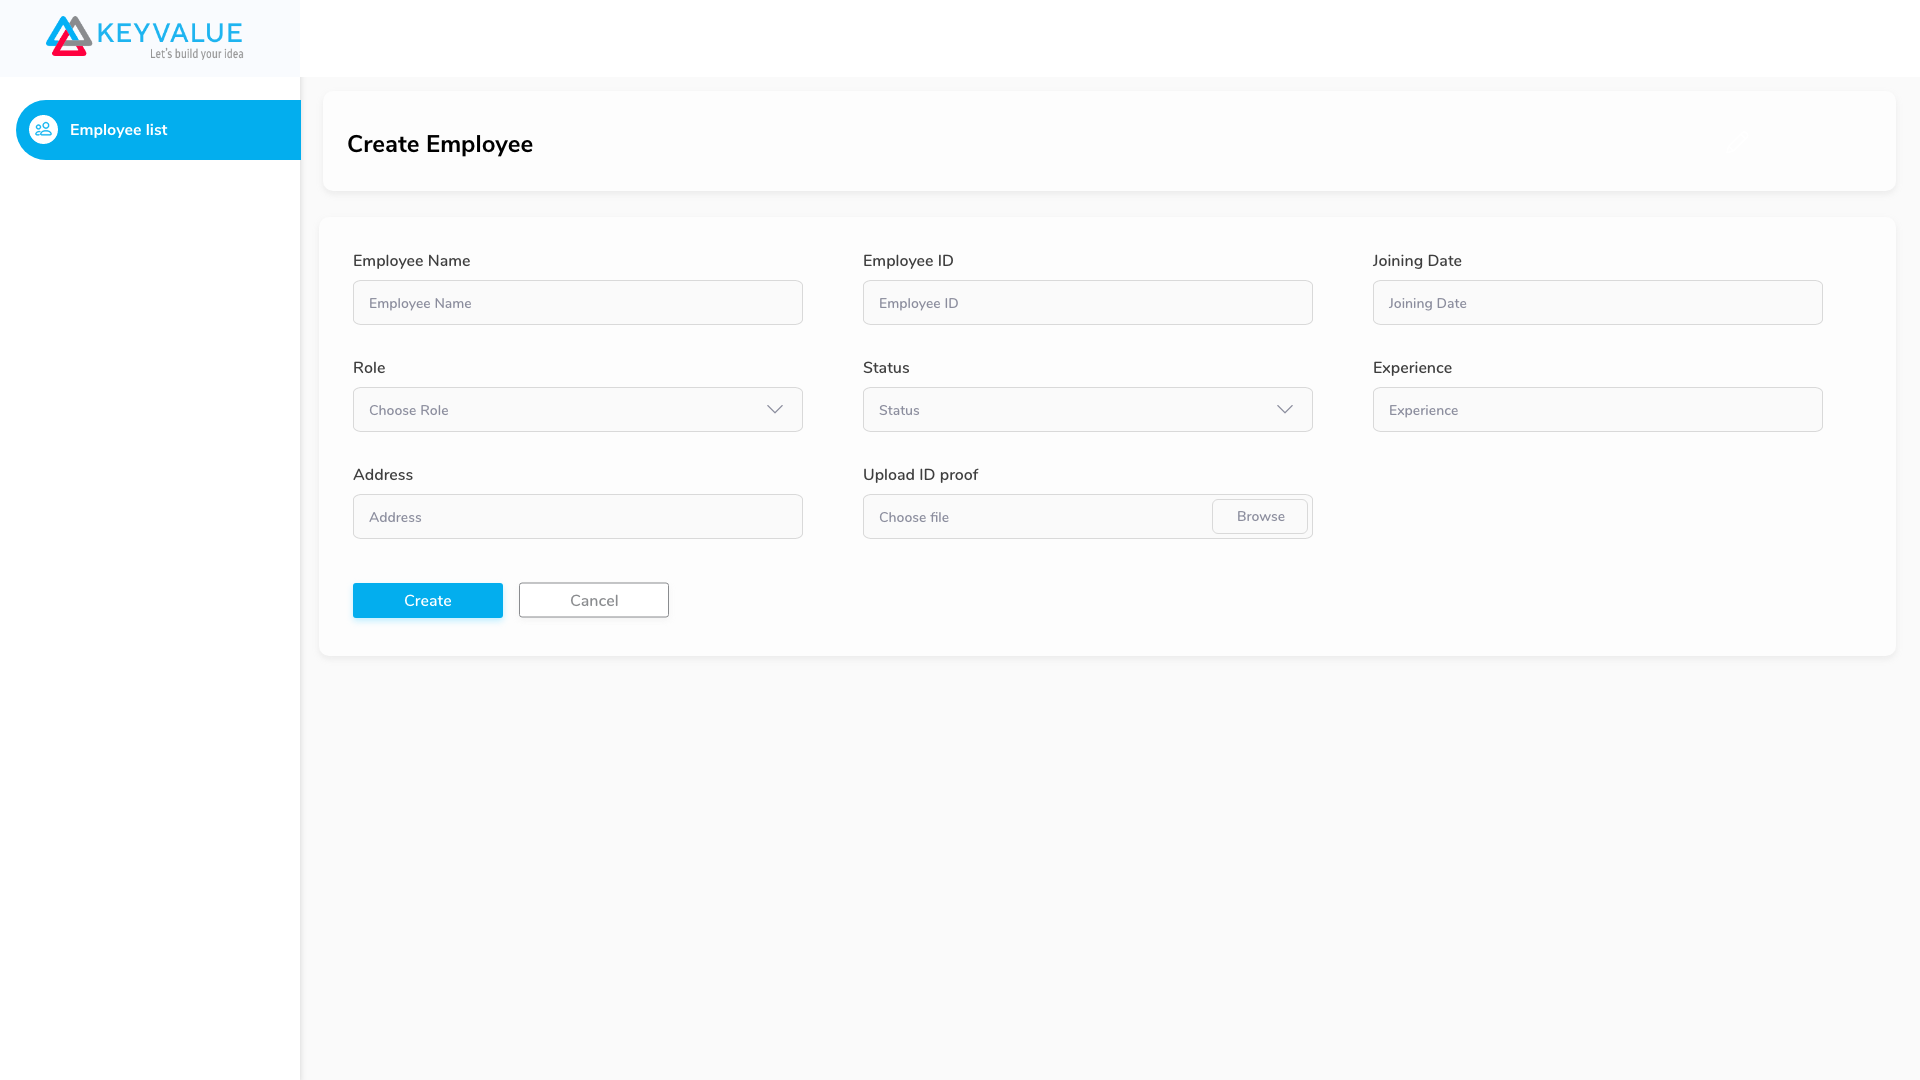 KEYVALUE
Let's build your idea
Employee list
Create Employee
Employee Name
Employee ID
Joining Date
Employee Name
Employee ID
Joining Date
Role
Status
Experience
Choose Role
Status
Experience
Address
Upload ID proof
Address
Choose file
Browse
Create
Cancel